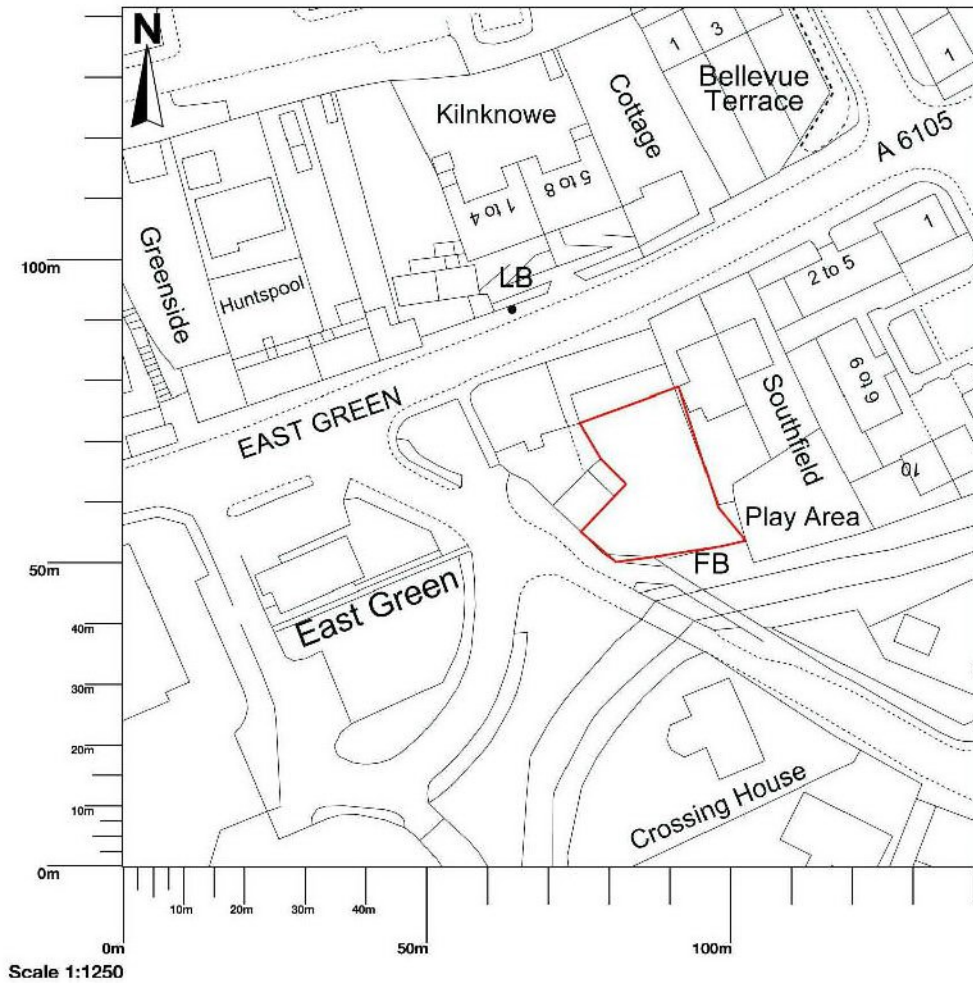 N
1
3
1
Bellevue
Terrace
Kilnknowe
Cottage
A 6105
5 to 8
1 to 4
1
Greenside
2 to 5
LB
100m
Huntspool
6 to 9
Southfield
EAST GREEN
10
Play Area
FB
50m
East Green
40m
30m
20m
Crossing House
10m
0m
10m
20m
30m
40m
0m
50m
100m
Scale 1:1250